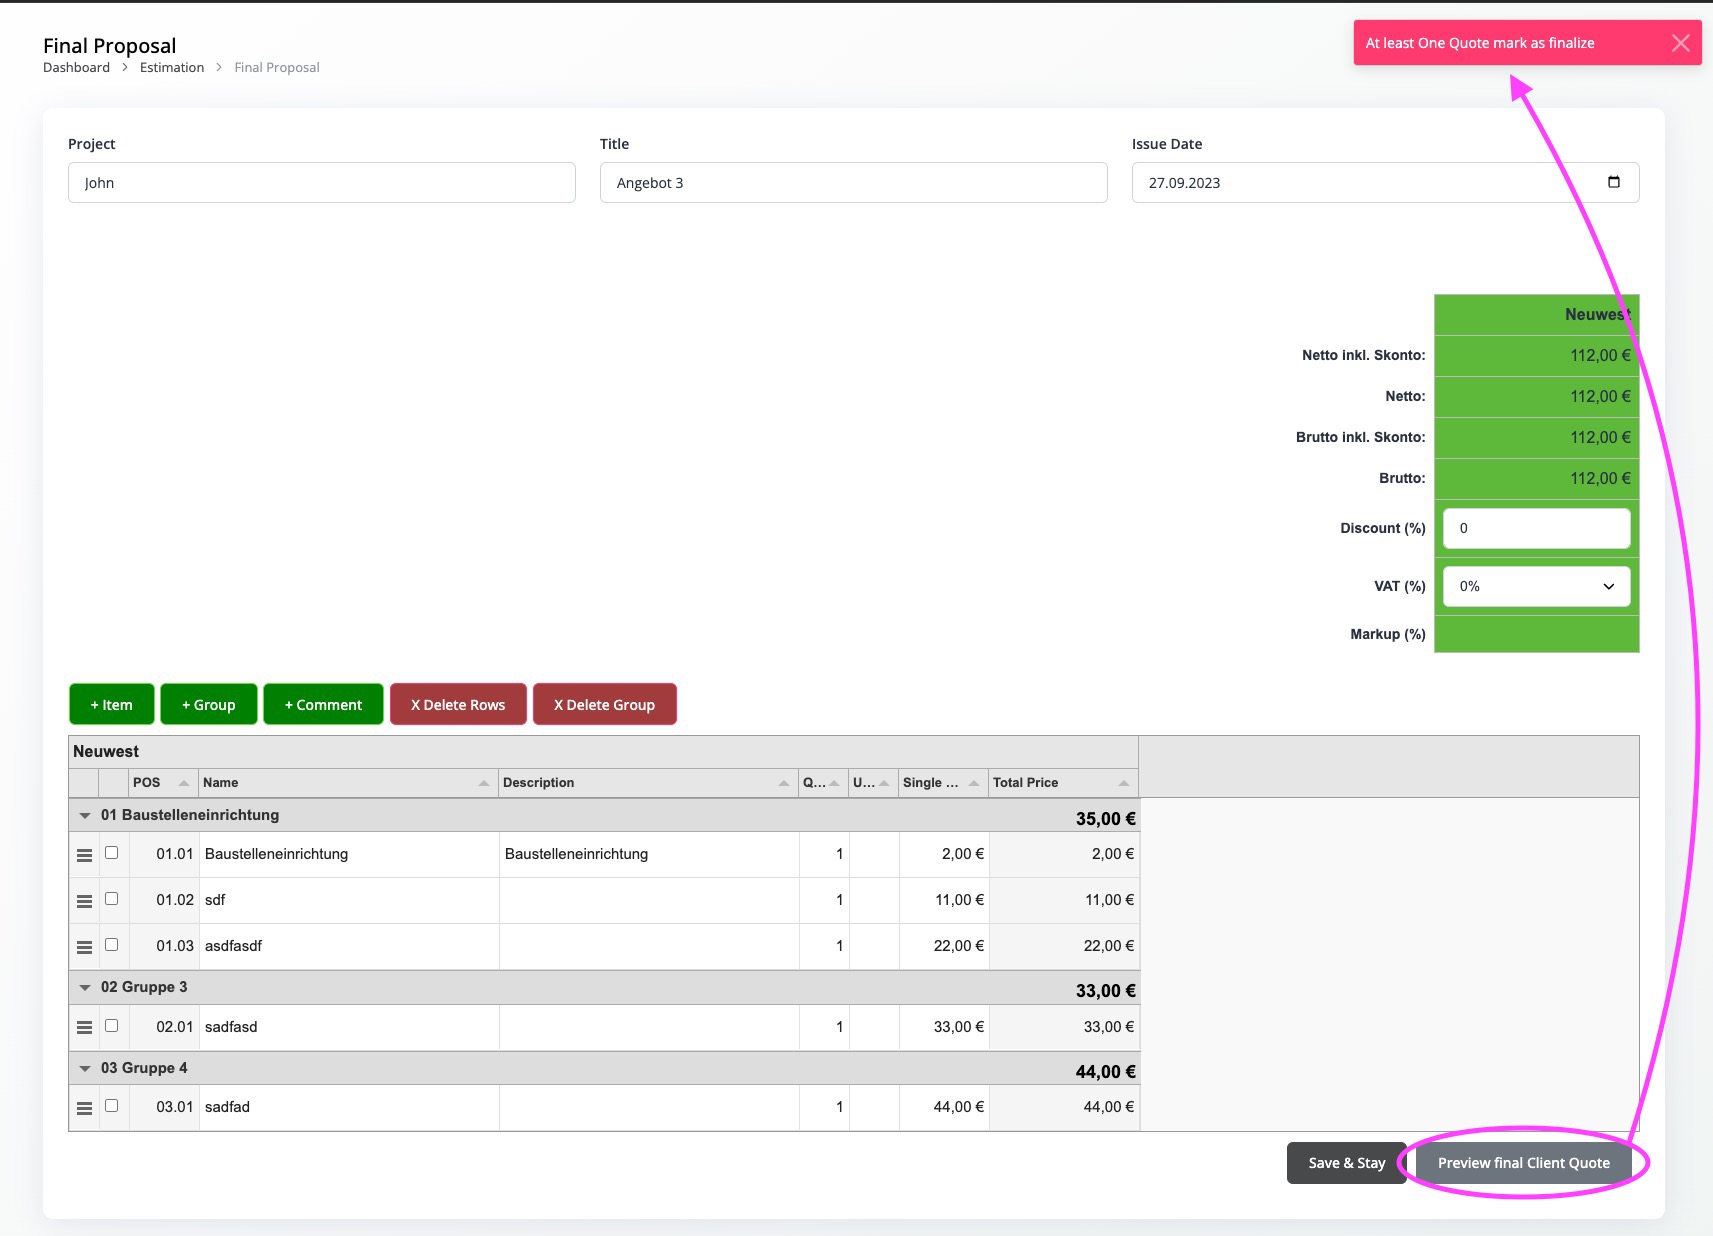 Final Proposal
Dashboard > Estimation > Final Proposal
At least One Quote mark as finalize
Project
Title
Issue Date
John
Angebot 3
27.09.2023
Neuwest
Netto inkl. Skonto: 112,00 €
Netto: 112,00 €
Brutto inkl. Skonto: 112,00 €
Brutto: 112,00 €
Discount (%) 0
VAT (%) 0%
Markup (%)
+ Item
+ Group
+ Comment
X Delete Rows
X Delete Group
Neuwest
POS Name Description Q... U... Single ... Total Price
01 Baustelleneinrichtung 35,00 €
01.01 Baustelleneinrichtung Baustelleneinrichtung 1 2,00 € 2,00 €
01.02 sdf 1 11,00 € 11,00 €
01.03 asdfasdf 1 22,00 € 22,00 €
02 Gruppe 3 33,00 €
02.01 sadfasd 1 33,00 € 33,00 €
03 Gruppe 4 44,00 €
03.01 sadfad 1 44,00 € 44,00 €
Save & Stay
Preview final Client Quote